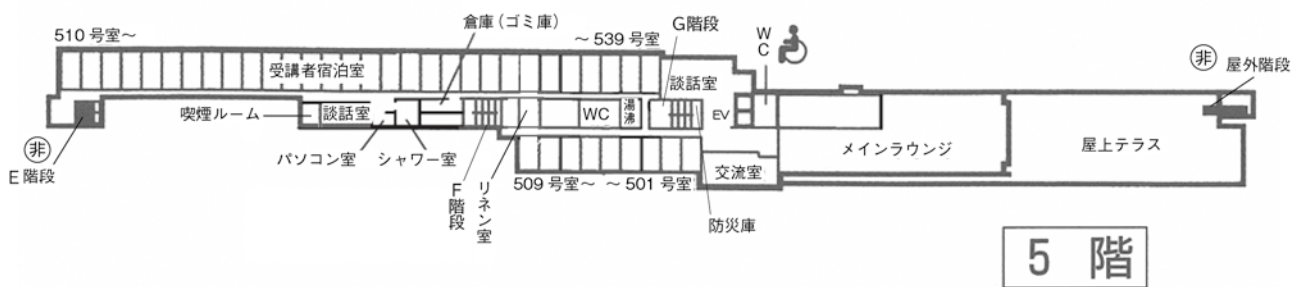 倉庫（ゴミ庫）
G階段
WC
510 号室～
～ 539 号室
非
屋外階段
受講者宿泊室
談話室
喫煙ルーム
談話室
WC
湯沸
EV
メインラウンジ
屋上テラス
非
E 階段
パソコン室
シャワー室
509 号室～
～ 501 号室
交流室
F階段
リネン室
防災庫
5 階